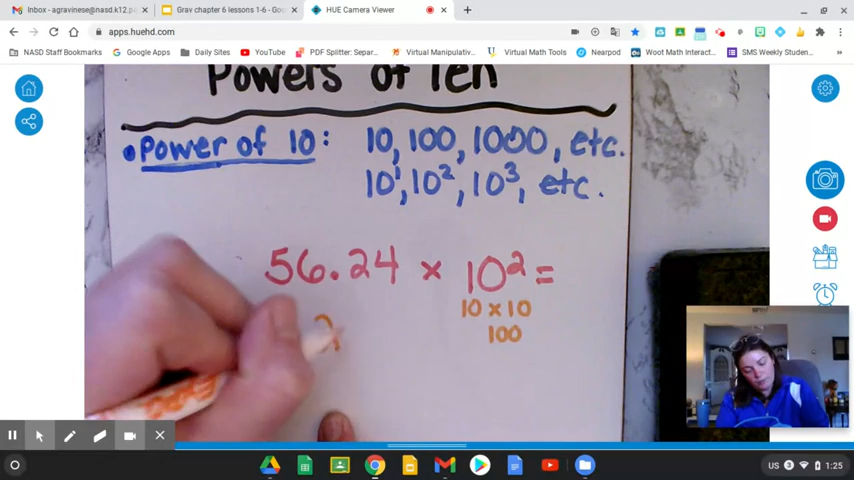 Inbox - agravinese@nasd.k12.p
Grav chapter 6 lessons 1-6 - Goo
HUE Camera Viewer
apps.huehd.com
NASD Staff Bookmarks
Google Apps
Daily Sites
YouTube
PDF Splitter: Separ...
Virtual Manipulativ...
Virtual Math Tools
Nearpod
Woot Math Interacti...
SMS Weekly Studen...
Powers of Ten
•Power of 10: 10, 100, 1000, etc.
10¹, 10², 10³, etc.
56.24 × 10² =
10 × 10
100
US 3 1:25